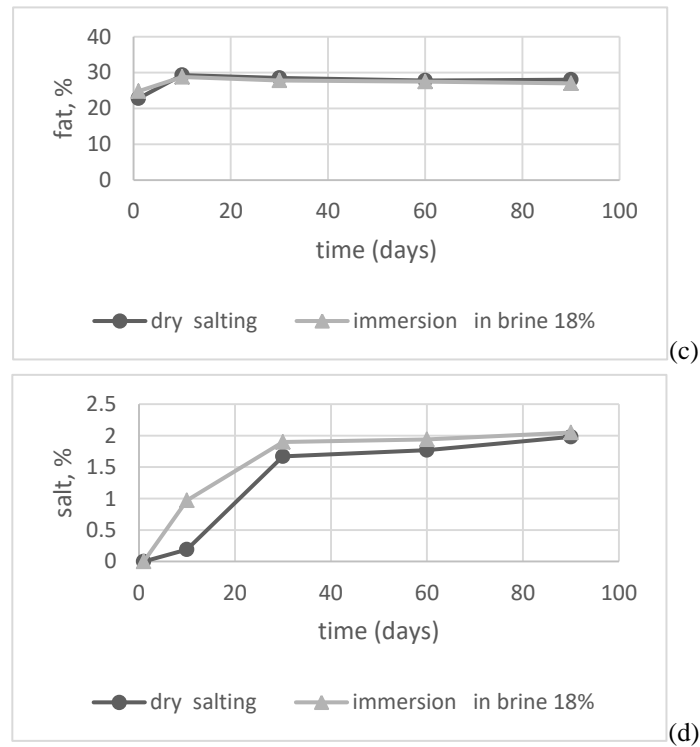 40
30
20
10
0
fat, %
0 20 40 60 80 100
time (days)
dry salting immersion in brine 18%
(c)
2.5
2
1.5
1
0.5
0
salt, %
0 20 40 60 80 100
time (days)
dry salting immersion in brine 18%
(d)